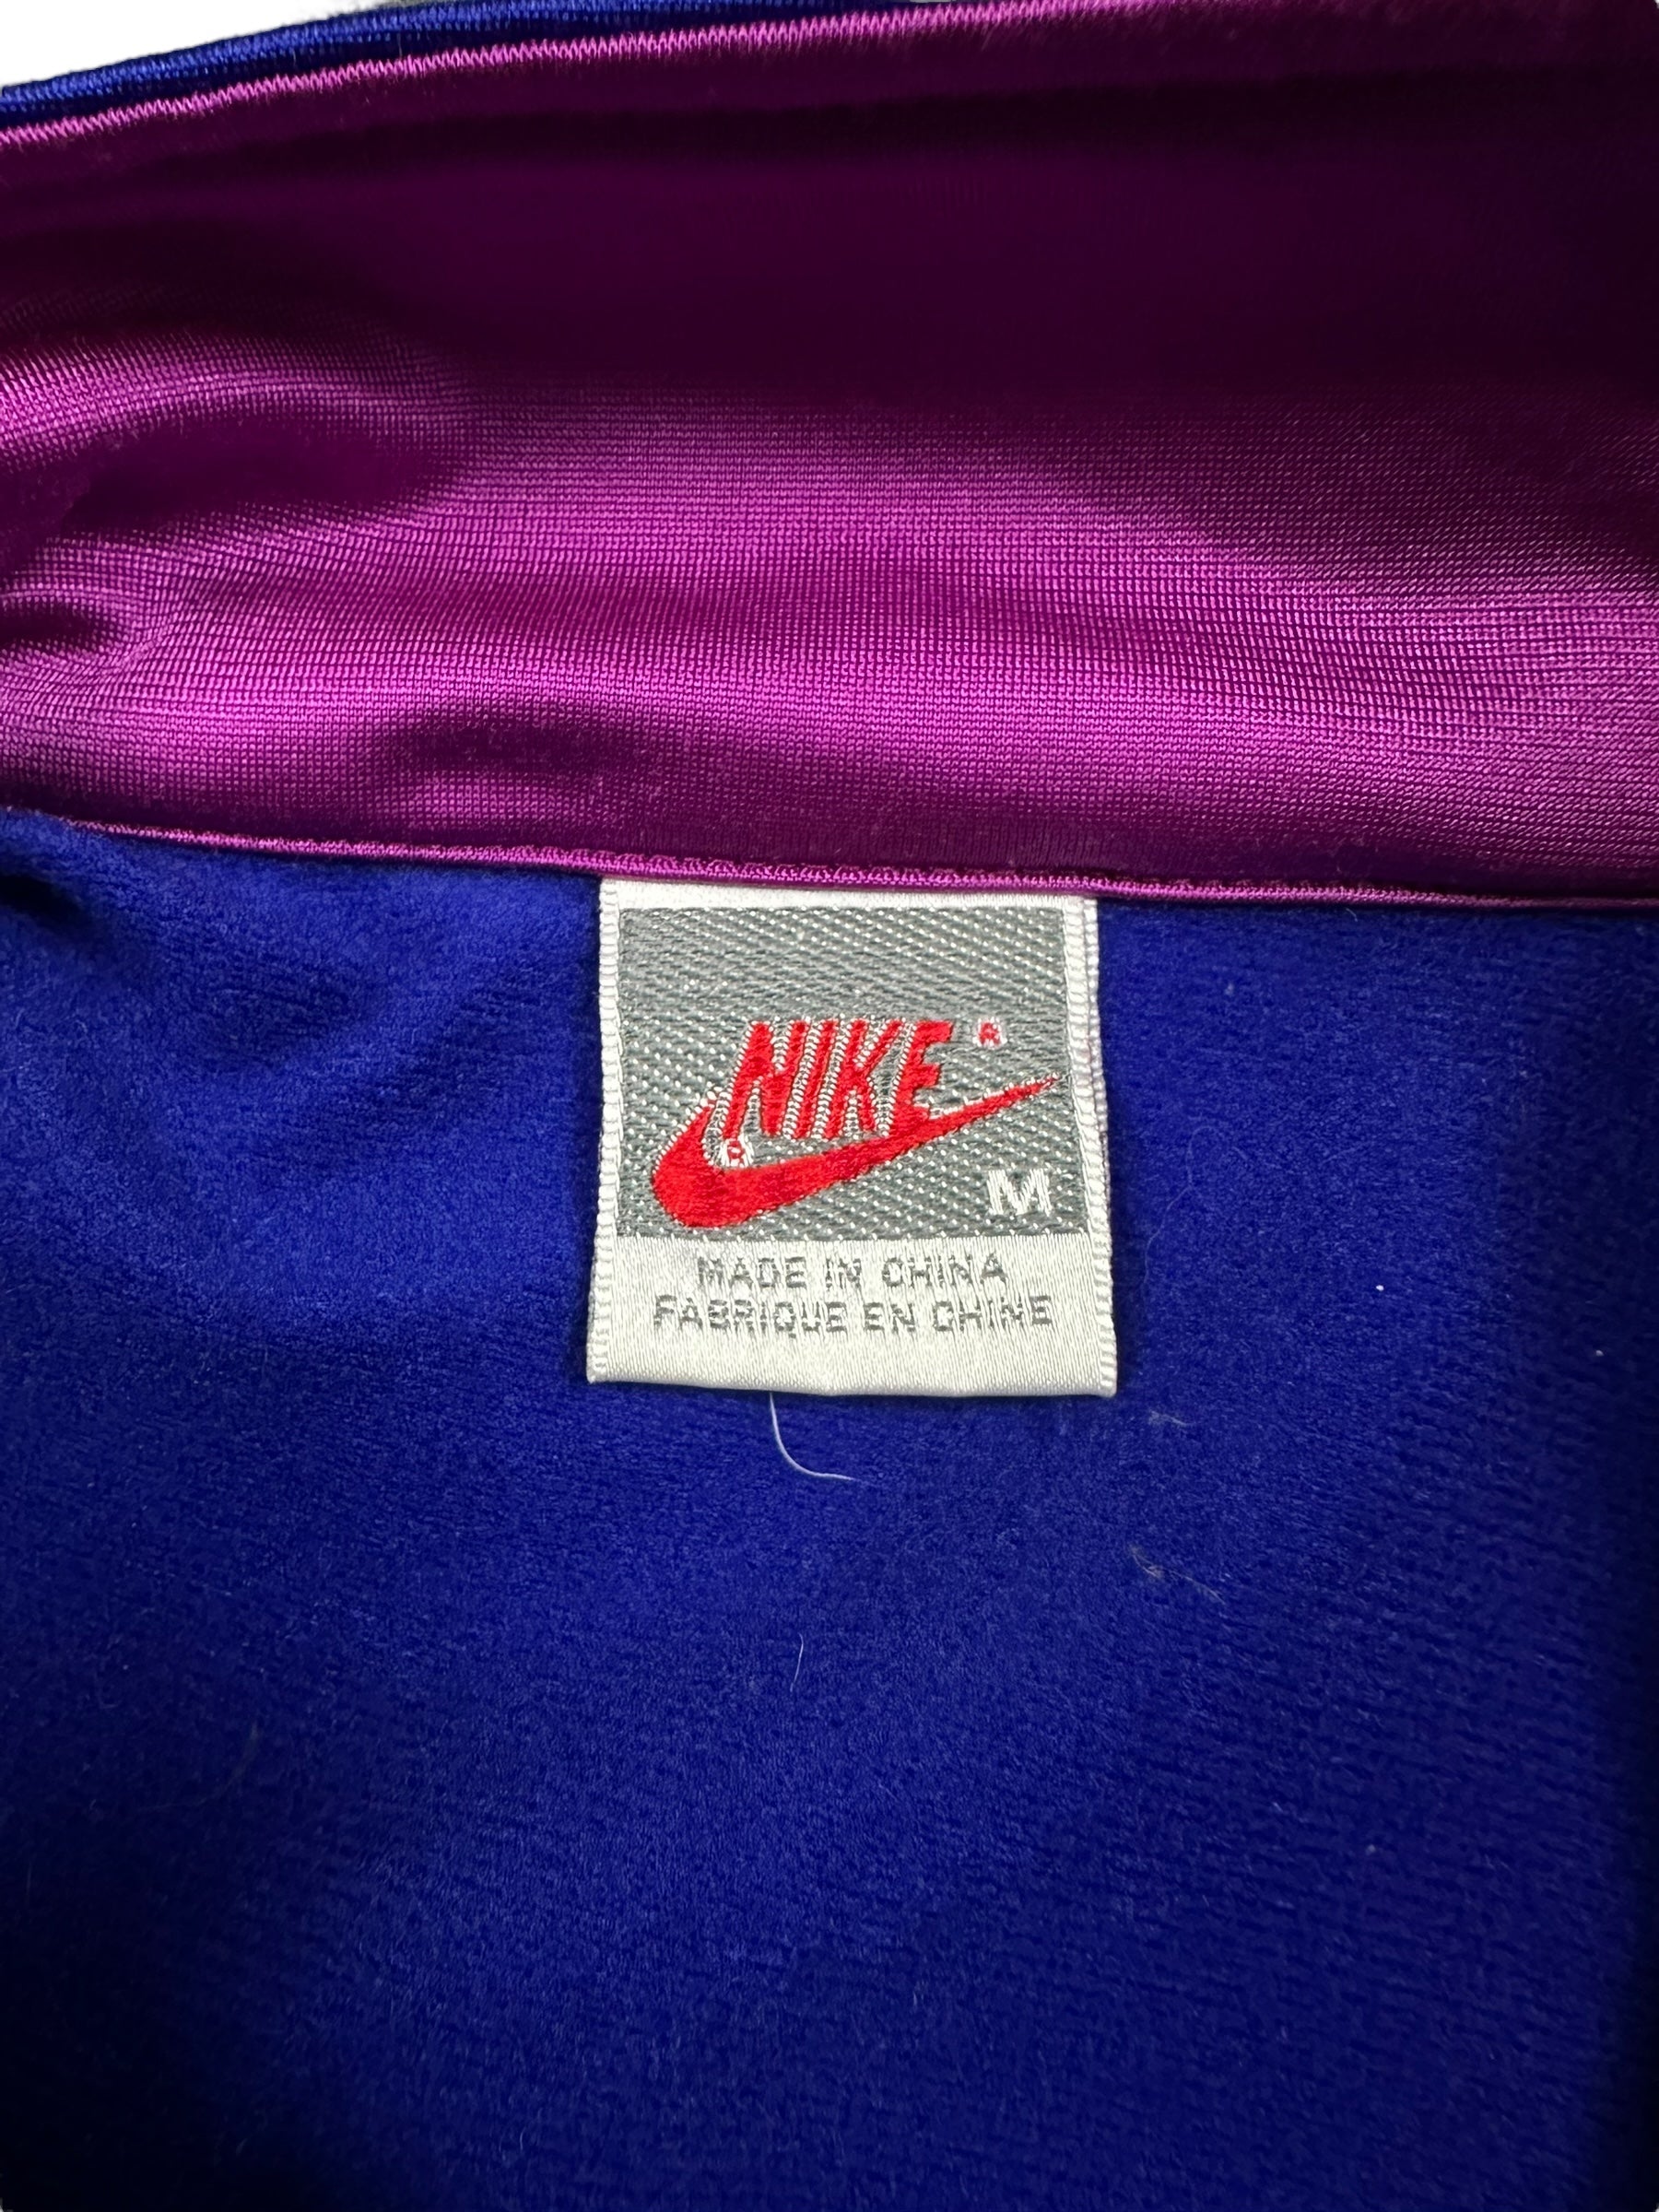 NIKE ®
®
M
MADE IN CHINA
FABRIQUE EN CHINE